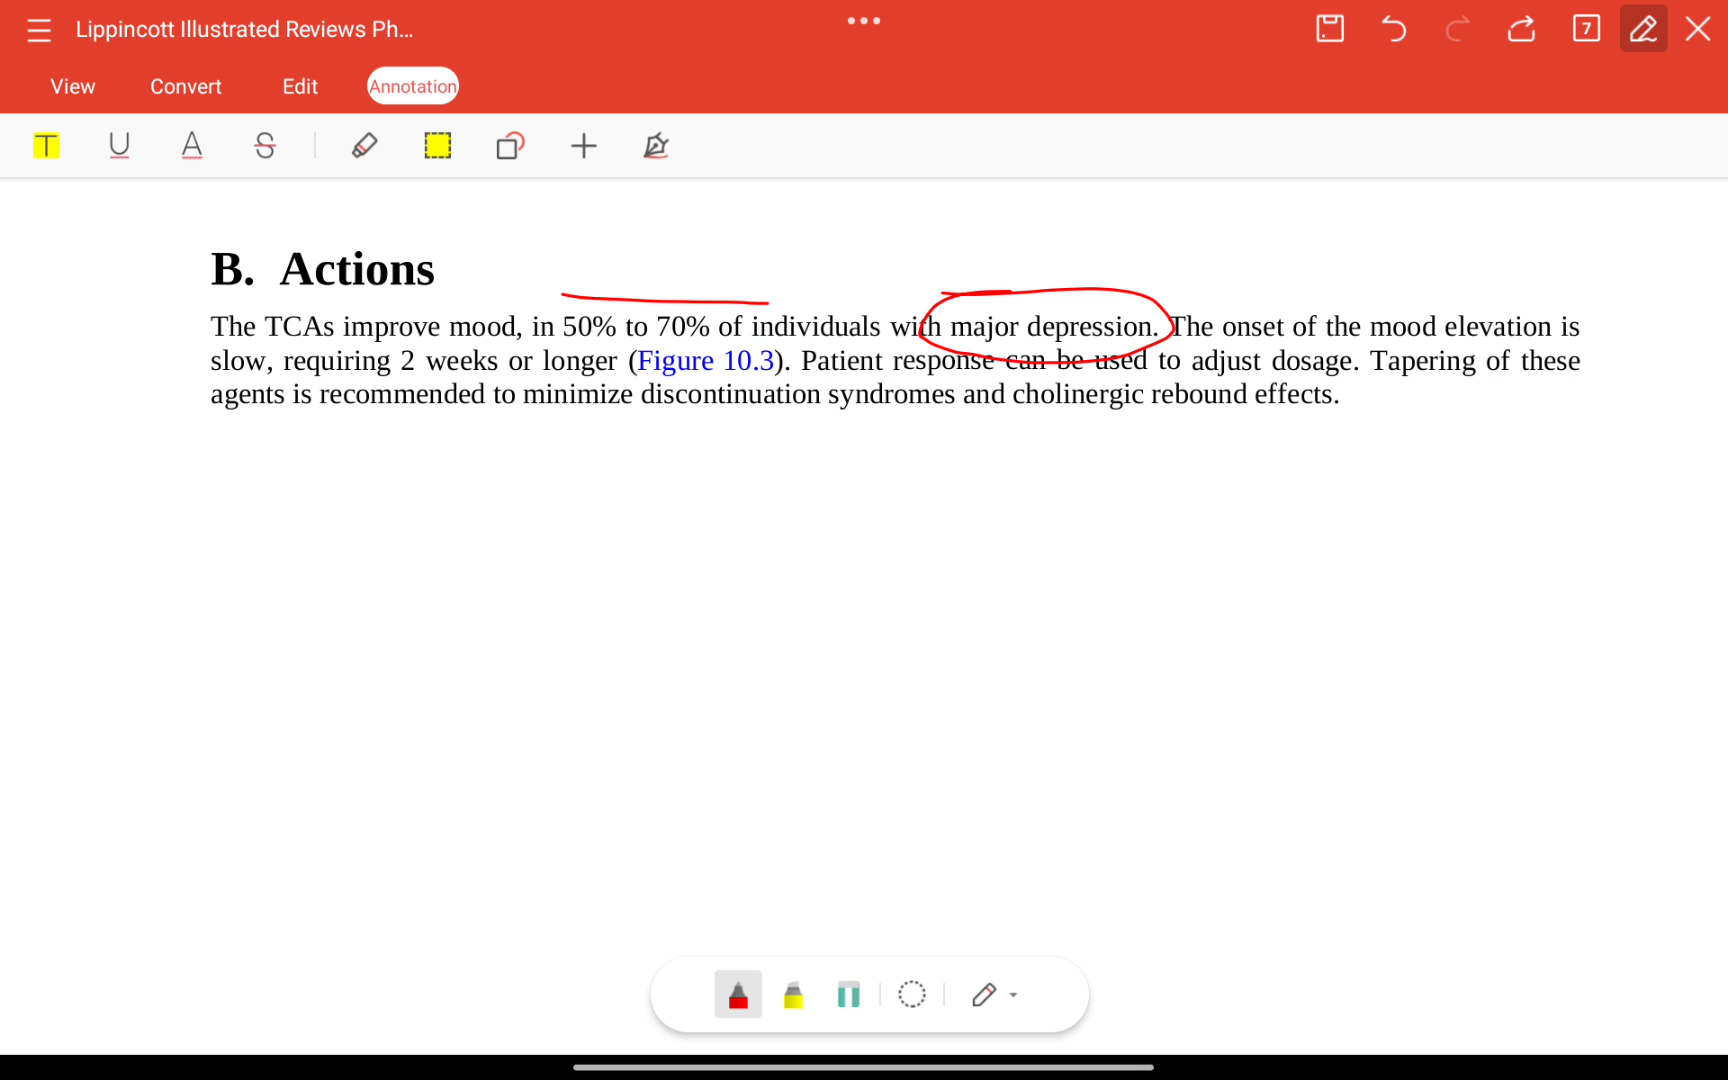 Lippincott Illustrated Reviews Ph...
7
View Convert Edit Annotation
T U A S
B. Actions
The TCAs improve mood, in 50% to 70% of individuals with major depression. The onset of the mood elevation is
slow, requiring 2 weeks or longer (Figure 10.3). Patient response can be used to adjust dosage. Tapering of these
agents is recommended to minimize discontinuation syndromes and cholinergic rebound effects.